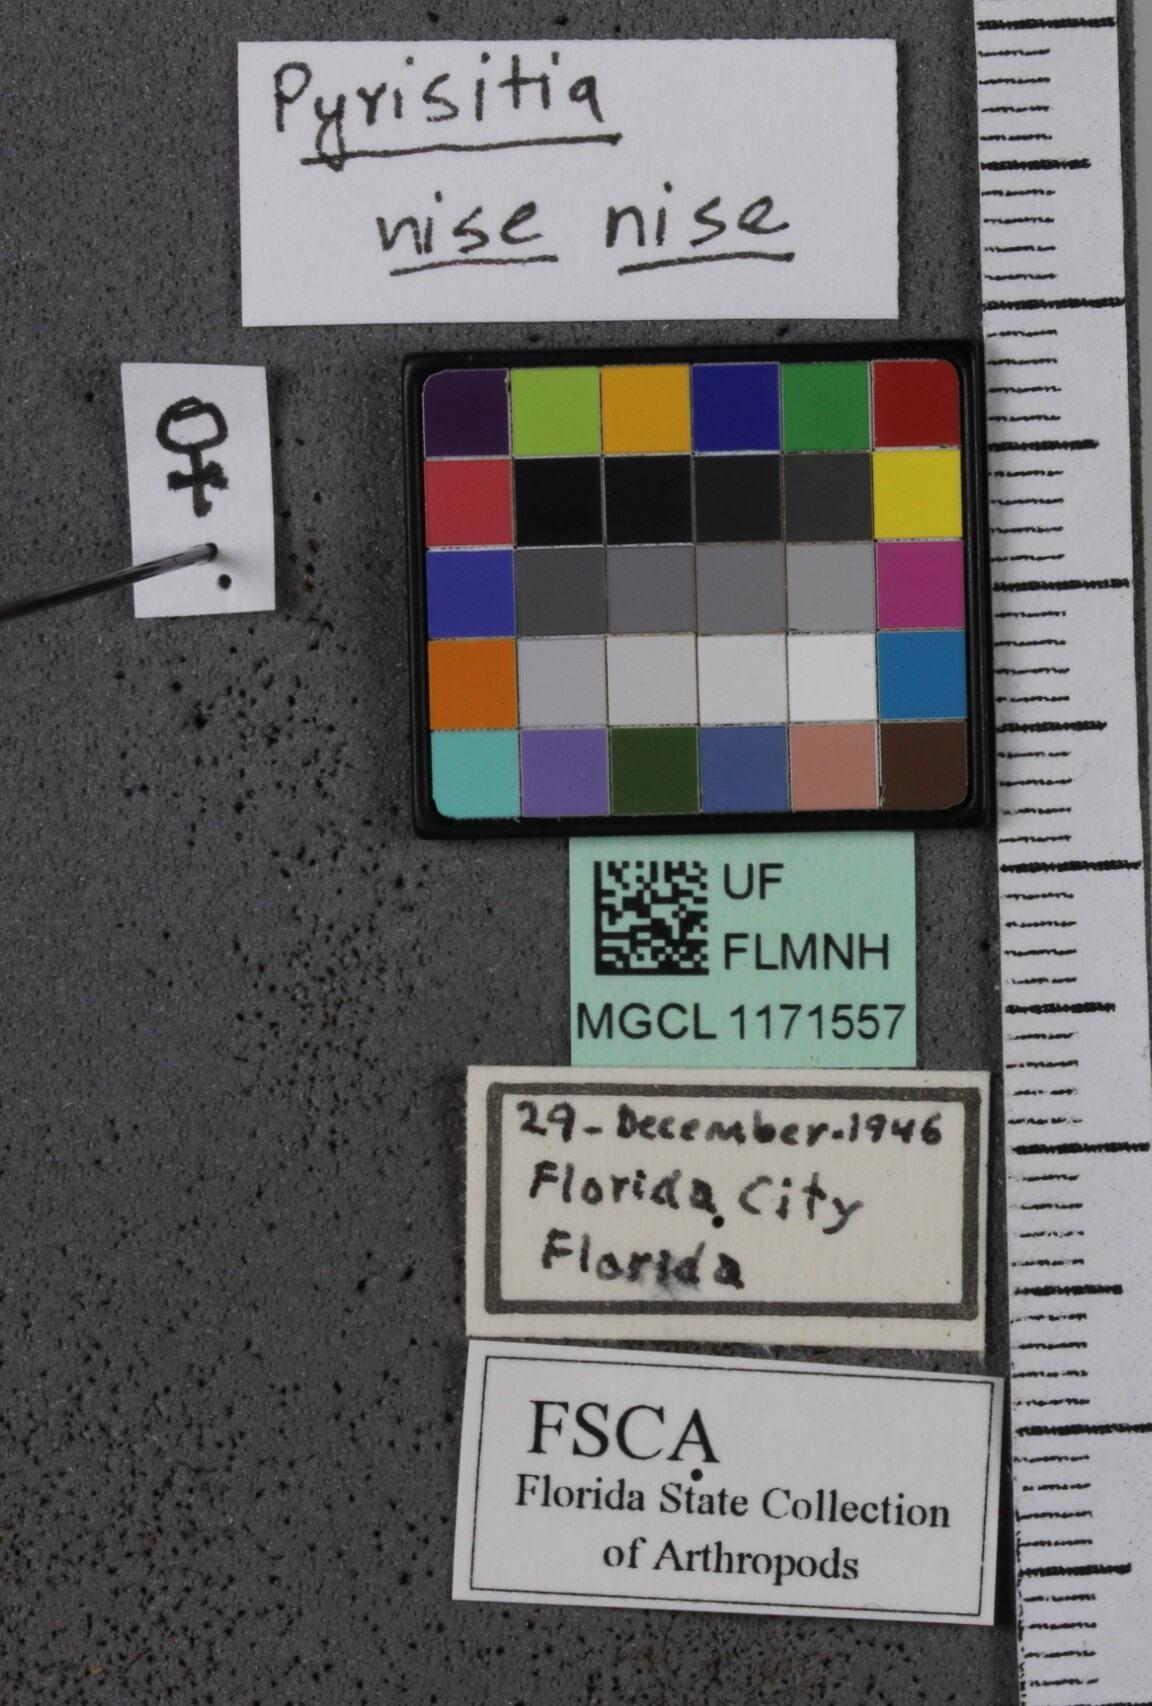 Pyrisitia
nise nise
♀
UF
FLMNH
MGCL 1171557
29-December-1946
Florida City
Florida
FSCA
Florida State Collection
of Arthropods